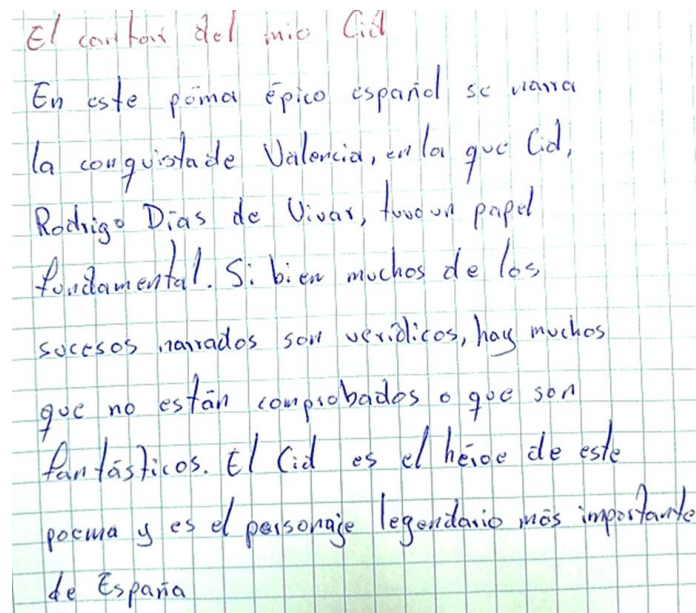 El cantar del mio Cid
En este poma épico español se narra
la conquista de Valencia, en la que Cid,
Rodrigo Dias de Vivar, tuvo un papel
fundamental. Si bien muchos de los
sucesos narrados son verídicos, hay muchos
que no están comprobados o que son
fantásticos. El Cid es el héroe de este
poema y es el personaje legendario más importante
de España